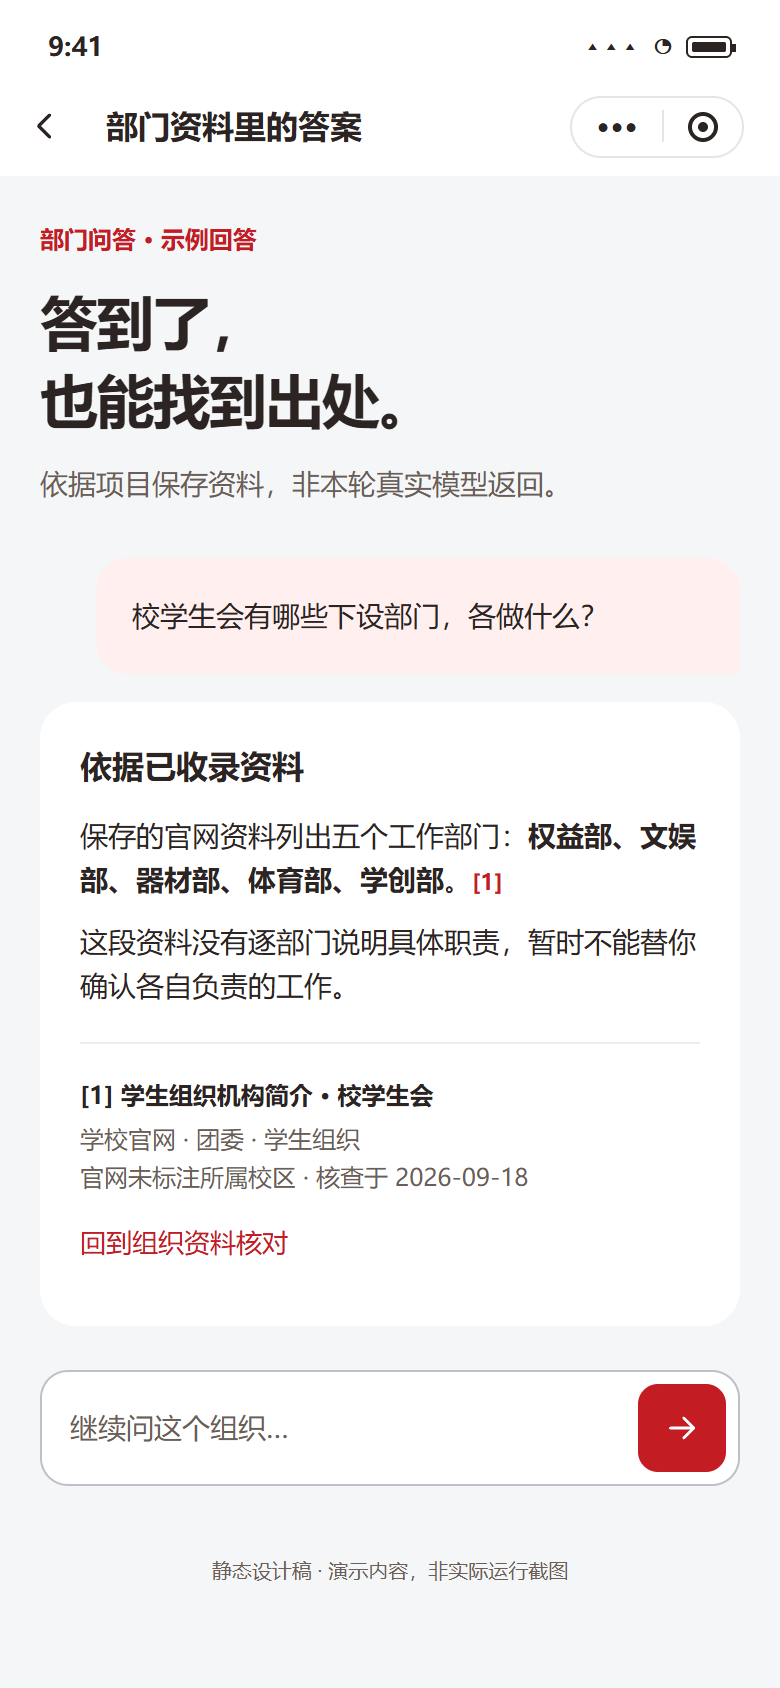 9:41
部门资料里的答案
部门问答·示例回答
答到了，
也能找到出处。
依据项目保存资料，非本轮真实模型返回。
校学生会有哪些下设部门，各做什么？
依据已收录资料
保存的官网资料列出五个工作部门：权益部、文娱
部、器材部、体育部、学创部。[1]
这段资料没有逐部门说明具体职责，暂时不能替你
确认各自负责的工作。
[1] 学生组织机构简介·校学生会
学校官网 · 团委 · 学生组织
官网未标注所属校区 · 核查于 2026-09-18
回到组织资料核对
继续问这个组织...
静态设计稿 · 演示内容，非实际运行截图